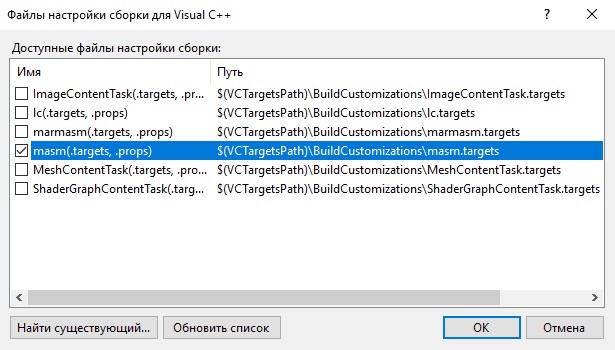 Файлы настройки сборки для Visual C++
Доступные файлы настройки сборки:
Имя Путь
ImageContentTask(.targets, .pr... $(VCTargetsPath)\BuildCustomizations\ImageContentTask.targets
lc(.targets, .props) $(VCTargetsPath)\BuildCustomizations\lc.targets
marmasm(.targets, .props) $(VCTargetsPath)\BuildCustomizations\marmasm.targets
masm(.targets, .props) $(VCTargetsPath)\BuildCustomizations\masm.targets
MeshContentTask(.targets, .pro... $(VCTargetsPath)\BuildCustomizations\MeshContentTask.targets
ShaderGraphContentTask(.targ... $(VCTargetsPath)\BuildCustomizations\ShaderGraphContentTask.targets
Найти существующий... Обновить список ОК Отмена